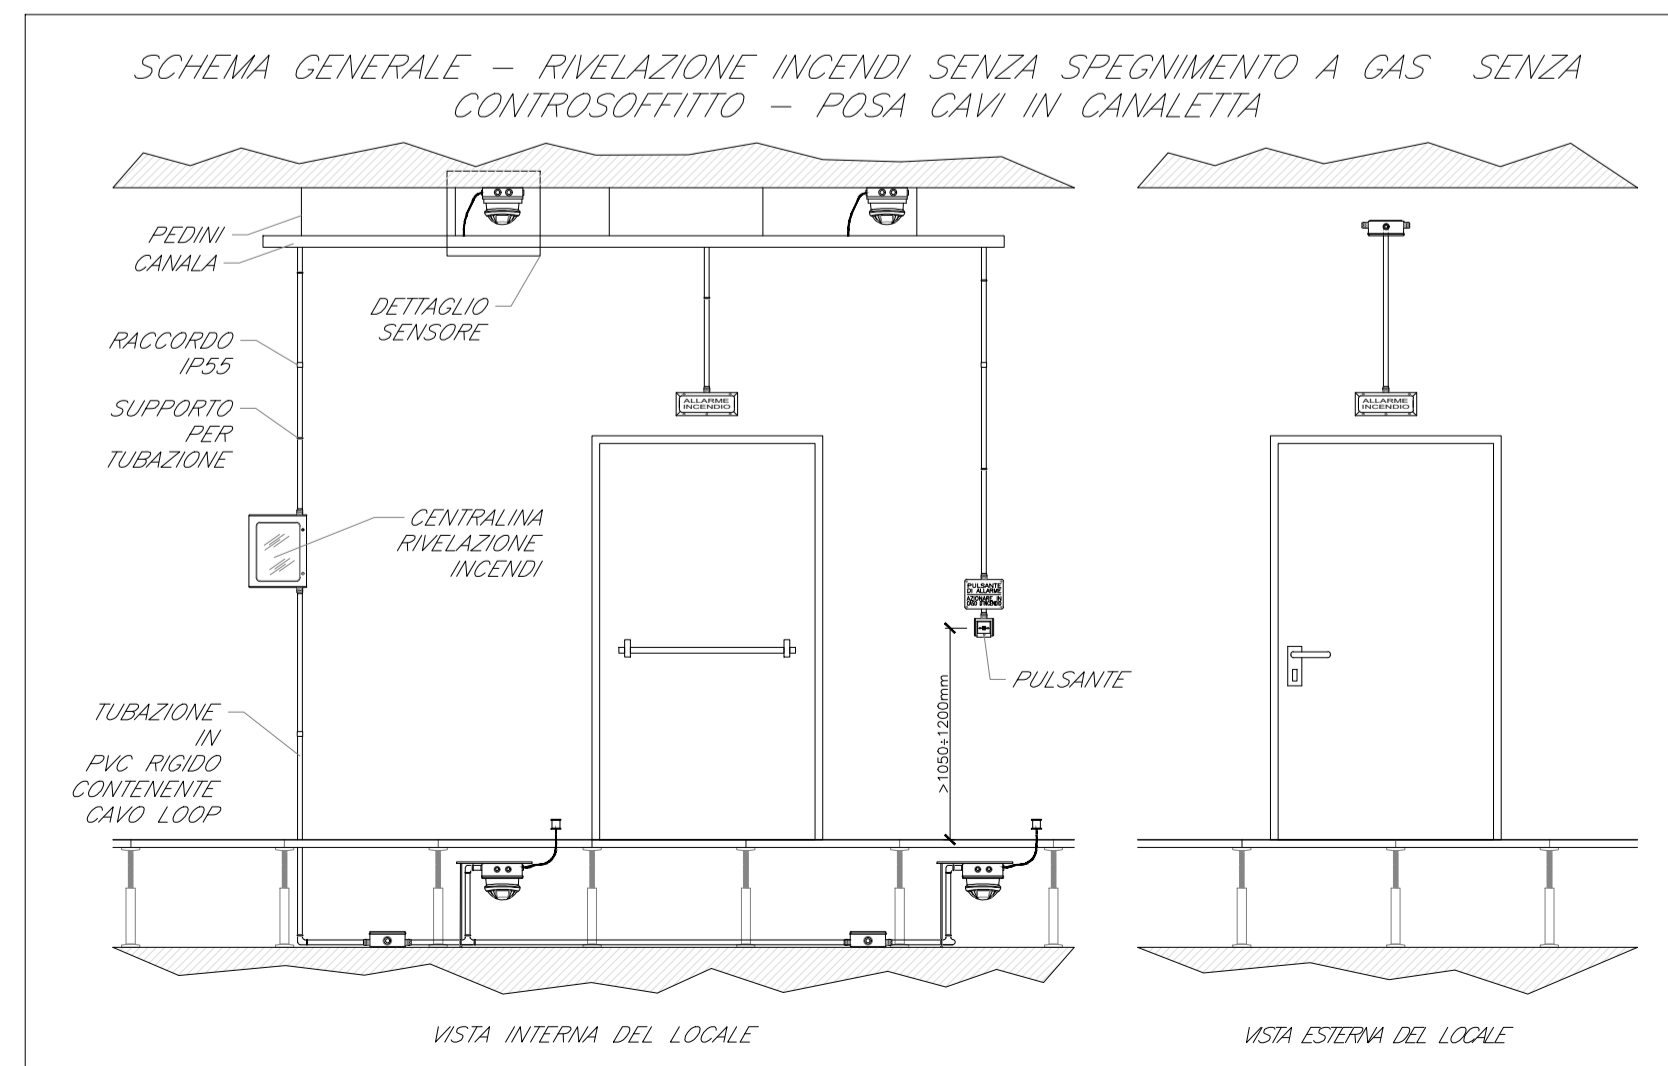 SCHEMA GENERALE – RIVELAZIONE INCENDI SENZA SPEGNIMENTO A GAS SENZA
CONTROSOFFITTO – POSA CAVI IN CANALETTA
PEDINI
CANALA
DETTAGLIO
SENSORE
RACCORDO
IP55
SUPPORTO
PER
TUBAZIONE
ALLARME
INCENDIO
ALLARME
INCENDIO
CENTRALINA
RIVELAZIONE
INCENDI
PULSANTE
DI ALLARME
AZIONARE IN
CASO D'INCENDIO
PULSANTE
>1050÷1200mm
TUBAZIONE
IN
PVC RIGIDO
CONTENENTE
CAVO LOOP
VISTA INTERNA DEL LOCALE
VISTA ESTERNA DEL LOCALE